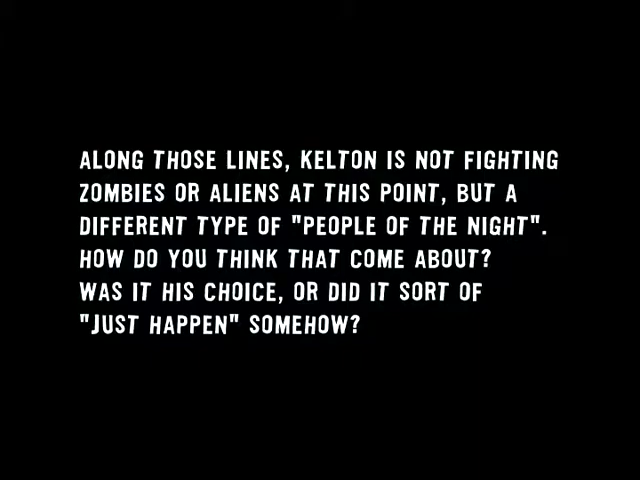 ALONG THOSE LINES, KELTON IS NOT FIGHTING
ZOMBIES OR ALIENS AT THIS POINT, BUT A
DIFFERENT TYPE OF "PEOPLE OF THE NIGHT".
HOW DO YOU THINK THAT COME ABOUT?
WAS IT HIS CHOICE, OR DID IT SORT OF
"JUST HAPPEN" SOMEHOW?